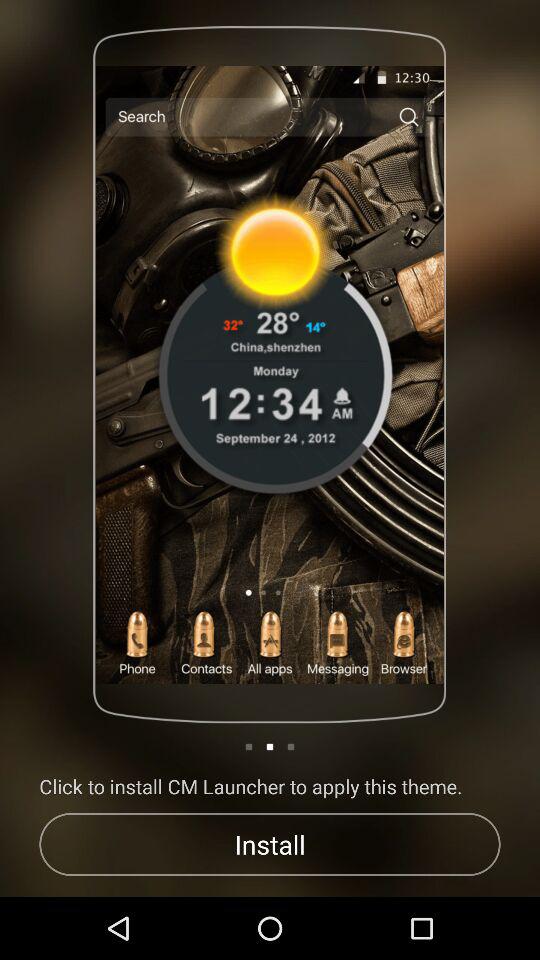 12:30
Search
32° 28° 14°
China,shenzhen
Monday
12:34 AM
September 24 , 2012
Phone Contacts All apps Messaging Browser
Click to install CM Launcher to apply this theme.
Install